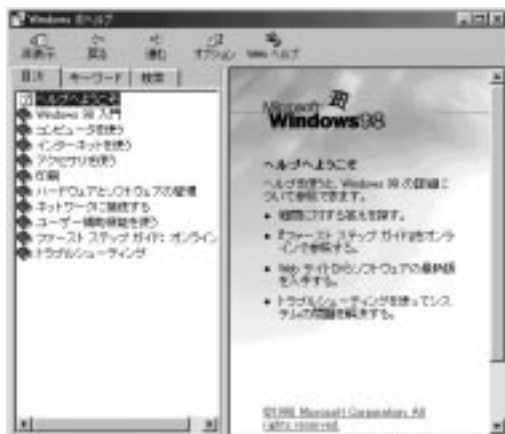 Windows のヘルプ
非表示 戻る 進む オプション Web ヘルプ
目次 キーワード 検索
ヘルプへようこそ
Windows 98 入門
コンピュータを使う
インターネットを使う
アクセサリを使う
印刷
ハードウェアとソフトウェアの管理
ネットワークに接続する
ユーザー補助機能を使う
ファースト ステップ ガイド: オンライン
トラブルシューティング
Microsoft
Windows98
ヘルプへようこそ
ヘルプを使うと、Windows 98 の詳細に
ついて参照できます。
• 疑問に対する答えを探す。
• 『ファースト ステップ ガイド』をオンラ
インで参照する。
• Web サイトからソフトウェアの最新版
を入手する。
• トラブルシューティングを使ってシス
テムの問題を解決する。
©1998 Microsoft Corporation. All
rights reserved.